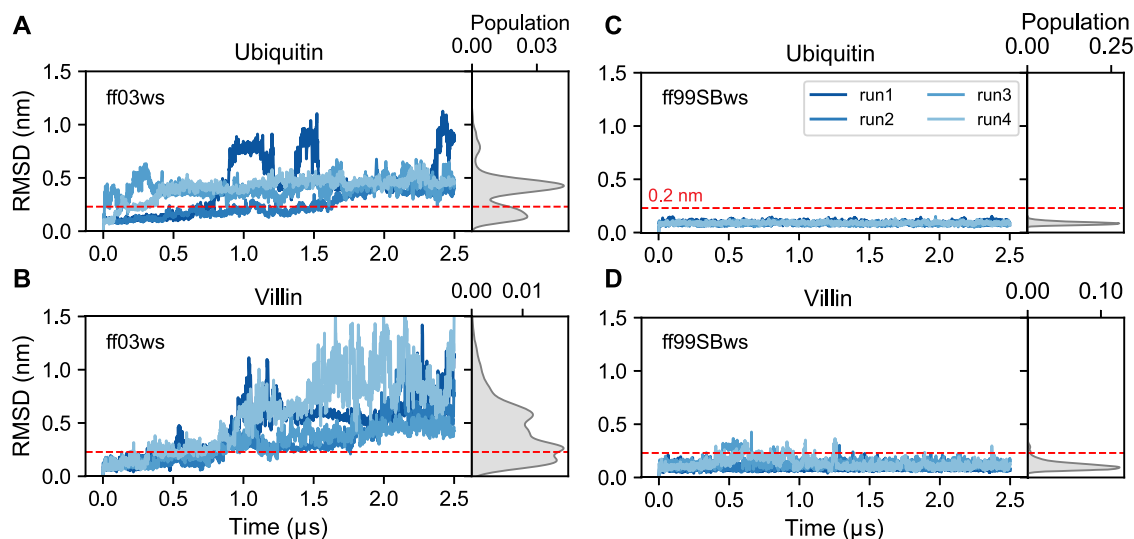 A
Population
0.00 0.03
Ubiquitin
ff03ws
RMSD (nm)
1.5
1.0
0.5
0.0
0.0 0.5 1.0 1.5 2.0 2.5
C
Population
0.00 0.25
Ubiquitin
ff99SBws
run1 run3
run2 run4
0.2 nm
1.5
1.0
0.5
0.0
0.0 0.5 1.0 1.5 2.0 2.5
B
0.00 0.01
Villin
ff03ws
RMSD (nm)
1.5
1.0
0.5
0.0
0.0 0.5 1.0 1.5 2.0 2.5
Time (μs)
D
0.00 0.10
Villin
ff99SBws
1.5
1.0
0.5
0.0
0.0 0.5 1.0 1.5 2.0 2.5
Time (μs)